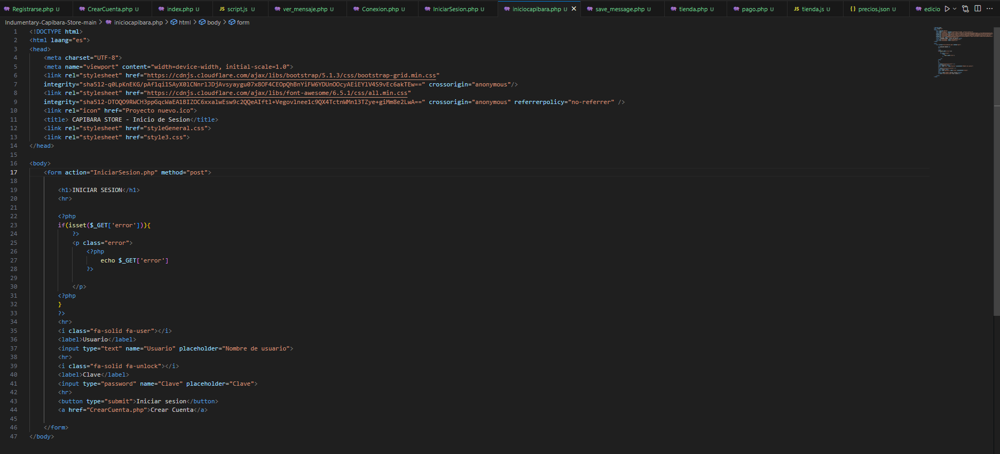 Registrarse.php U CrearCuenta.php U index.php U JS script.js U ver_mensaje.php U Conexion.php U IniciarSesion.php U iniciocapibara.php U save_message.php U tienda.php U pago.php U JS tienda.js U {} precios.json U edicio
Indumentary-Capibara-Store-main > iniciocapibara.php > html > body > form
1 <!DOCTYPE html>
2 <html laang="es">
3 <head>
4 <meta charset="UTF-8">
5 <meta name="viewport" content="width=device-width, initial-scale=1.0">
6 <link rel="stylesheet" href="https://cdnjs.cloudflare.com/ajax/libs/bootstrap/5.1.3/css/bootstrap-grid.min.css"
7 integrity="sha512-q0LpKnEKG/pAf1qi1SAyX0lCNnrlJDjAvsyaygu07x8OF4CEOpQhBnYiFW6YDUnOOcyAEiEYlV4S9vEc6akTEw==" crossorigin="anonymous"/>
8 <link rel="stylesheet" href="https://cdnjs.cloudflare.com/ajax/libs/font-awesome/6.5.1/css/all.min.css"
9 integrity="sha512-DTOQO9RWCH3ppGqcWaEA1BIZOC6xxalwEsw9c2QQeAIftl+Vegovlnee1c9QX4TctnWMn13TZye+giMm8e2LwA==" crossorigin="anonymous" referrerpolicy="no-referrer" />
10 <link rel="icon" href="Proyecto nuevo.ico">
11 <title> CAPIBARA STORE - Inicio de Sesion</title>
12 <link rel="stylesheet" href="styleGeneral.css">
13 <link rel="stylesheet" href="style3.css">
14 </head>
15
16 <body>
17 <form action="IniciarSesion.php" method="post">
18
19 <h1>INICIAR SESION</h1>
20 <hr>
21
22 <?php
23 if(isset($_GET['error'])){
24 ?>
25 <p class="error">
26 <?php
27 echo $_GET['error']
28 ?>
29
30 </p>
31 <?php
32 }
33 ?>
34 <hr>
35 <i class="fa-solid fa-user"></i>
36 <label>Usuario</label>
37 <input type="text" name="Usuario" placeholder="Nombre de usuario">
38 <hr>
39 <i class="fa-solid fa-unlock"></i>
40 <label>Clave</label>
41 <input type="password" name="Clave" placeholder="Clave">
42 <hr>
43 <button type="submit">Iniciar sesion</button>
44 <a href="CrearCuenta.php">Crear Cuenta</a>
45
46 </form>
47 </body>